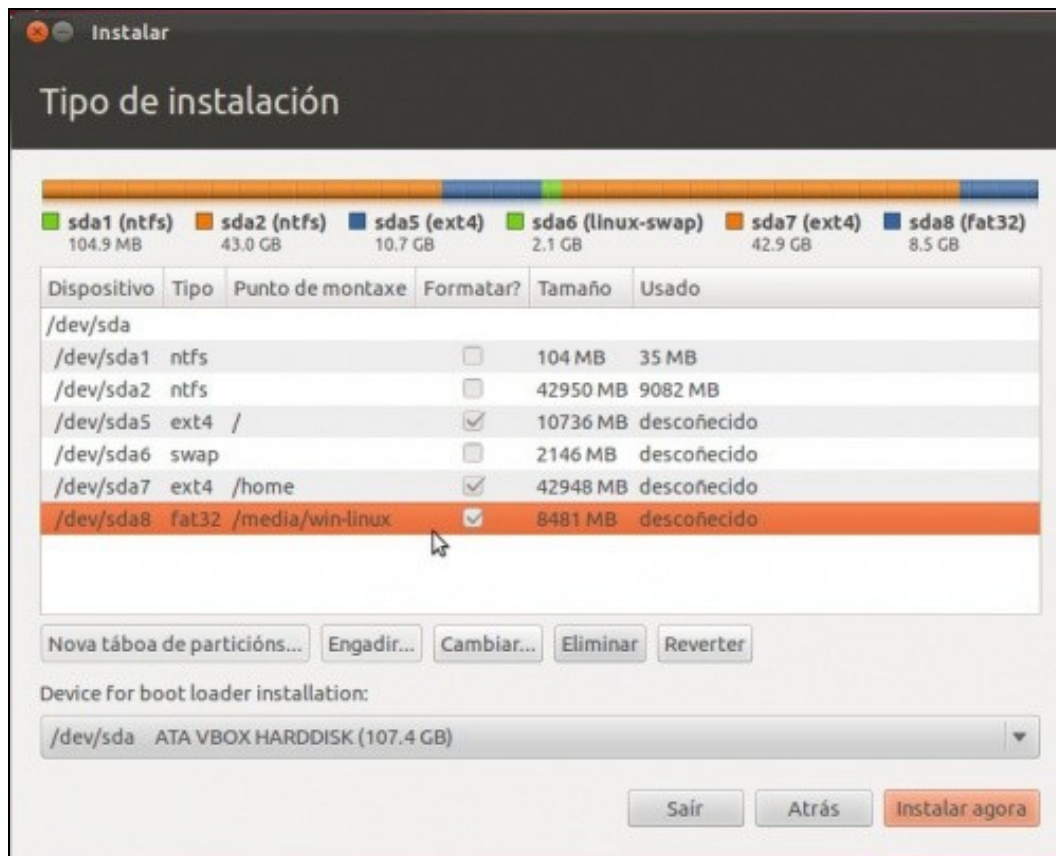 Instalar
Tipo de instalación
sda1 (ntfs) sda2 (ntfs) sda5 (ext4) sda6 (linux-swap) sda7 (ext4) sda8 (fat32)
104.9 MB 43.0 GB 10.7 GB 2.1 GB 42.9 GB 8.5 GB
Dispositivo Tipo Punto de montaxe Formatar? Tamaño Usado
/dev/sda
/dev/sda1 ntfs 104 MB 35 MB
/dev/sda2 ntfs 42950 MB 9082 MB
/dev/sda5 ext4 / 10736 MB descoñecido
/dev/sda6 swap 2146 MB descoñecido
/dev/sda7 ext4 /home 42948 MB descoñecido
/dev/sda8 fat32 /media/win-linux 8481 MB descoñecido
Nova táboa de particións... Engadir... Cambiar... Eliminar Reverter
Device for boot loader installation:
/dev/sda ATA VBOX HARDDISK (107.4 GB)
Saír Atrás Instalar agora